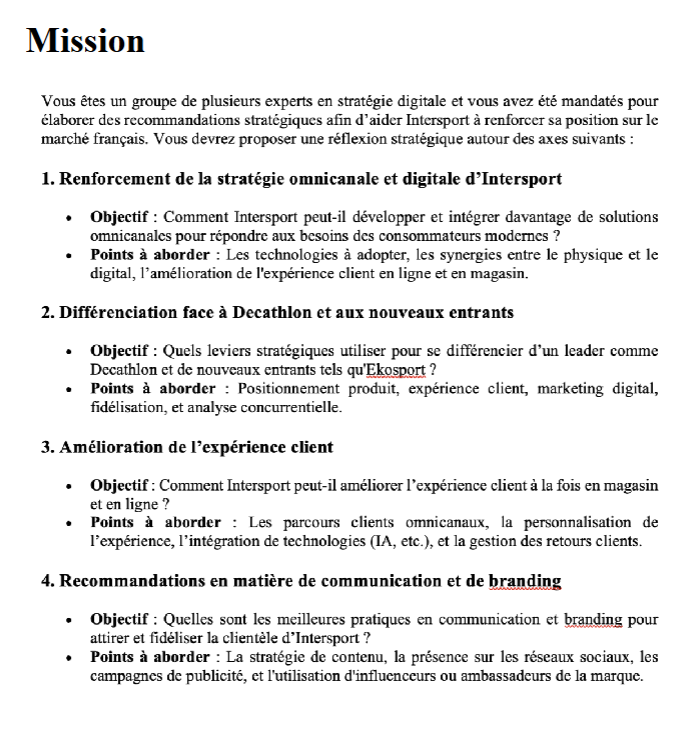 Mission
Vous êtes un groupe de plusieurs experts en stratégie digitale et vous avez été mandatés pour
élaborer des recommandations stratégiques afin d’aider Intersport à renforcer sa position sur le
marché français. Vous devrez proposer une réflexion stratégique autour des axes suivants :
1. Renforcement de la stratégie omnicanale et digitale d’Intersport
• Objectif : Comment Intersport peut-il développer et intégrer davantage de solutions
omnicanales pour répondre aux besoins des consommateurs modernes ?
• Points à aborder : Les technologies à adopter, les synergies entre le physique et le
digital, l’amélioration de l'expérience client en ligne et en magasin.
2. Différenciation face à Decathlon et aux nouveaux entrants
• Objectif : Quels leviers stratégiques utiliser pour se différencier d’un leader comme
Decathlon et de nouveaux entrants tels qu'Ekosport ?
• Points à aborder : Positionnement produit, expérience client, marketing digital,
fidélisation, et analyse concurrentielle.
3. Amélioration de l’expérience client
• Objectif : Comment Intersport peut-il améliorer l’expérience client à la fois en magasin
et en ligne ?
• Points à aborder : Les parcours clients omnicanaux, la personnalisation de
l’expérience, l’intégration de technologies (IA, etc.), et la gestion des retours clients.
4. Recommandations en matière de communication et de branding
• Objectif : Quelles sont les meilleures pratiques en communication et branding pour
attirer et fidéliser la clientèle d’Intersport ?
• Points à aborder : La stratégie de contenu, la présence sur les réseaux sociaux, les
campagnes de publicité, et l'utilisation d'influenceurs ou ambassadeurs de la marque.